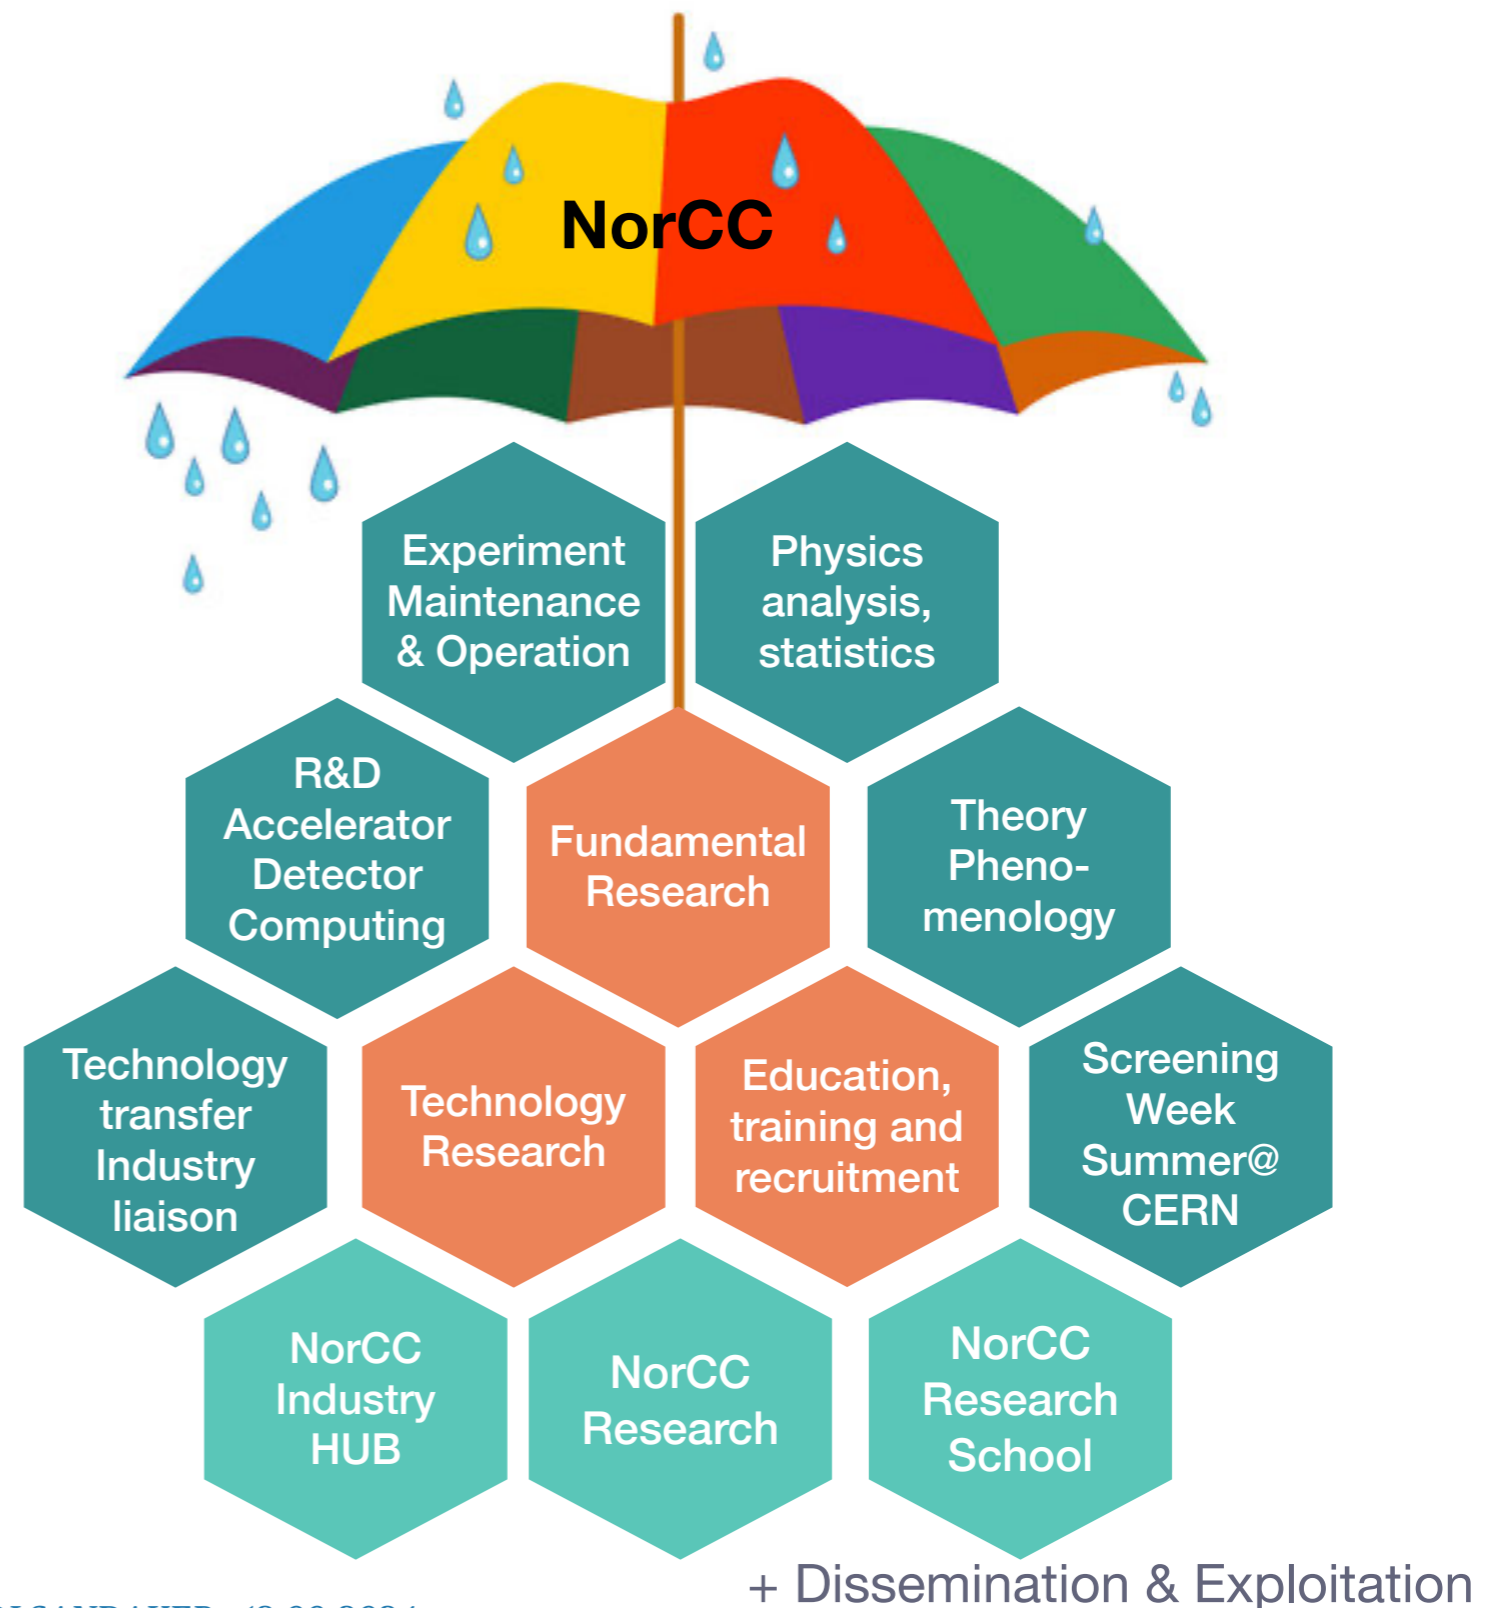 NorCC
Experiment
Maintenance
& Operation
Physics
analysis,
statistics
R&D
Accelerator
Detector
Computing
Fundamental
Research
Theory
Pheno-
menology
Technology
transfer
Industry
liaison
Technology
Research
Education,
training and
recruitment
Screening
Week
Summer@
CERN
NorCC
Industry
HUB
NorCC
Research
NorCC
Research
School
+ Dissemination & Exploitation